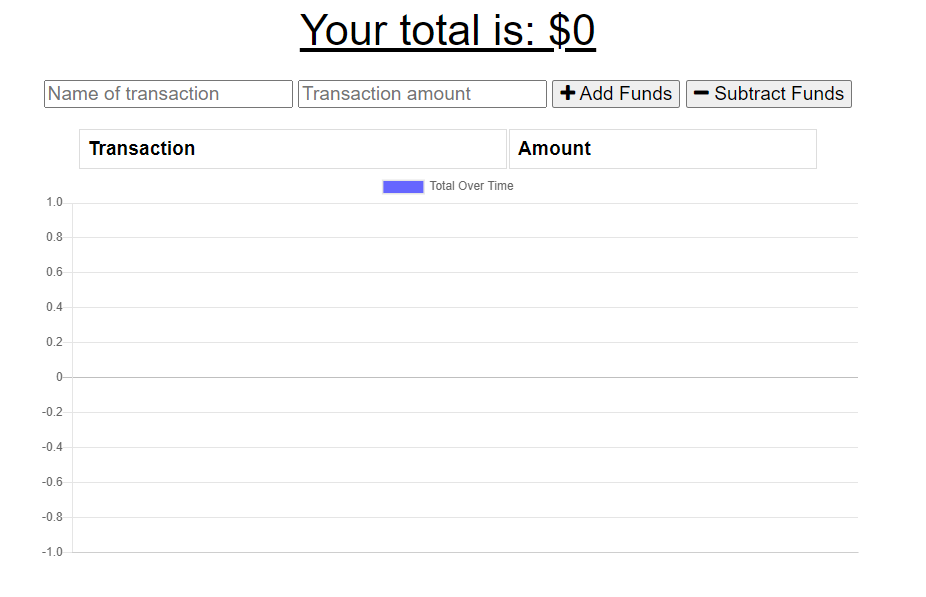 Your total is: $0
Name of transaction Transaction amount Add Funds Subtract Funds
Transaction Amount
Total Over Time
1.0
0.8
0.6
0.4
0.2
0
-0.2
-0.4
-0.6
-0.8
-1.0